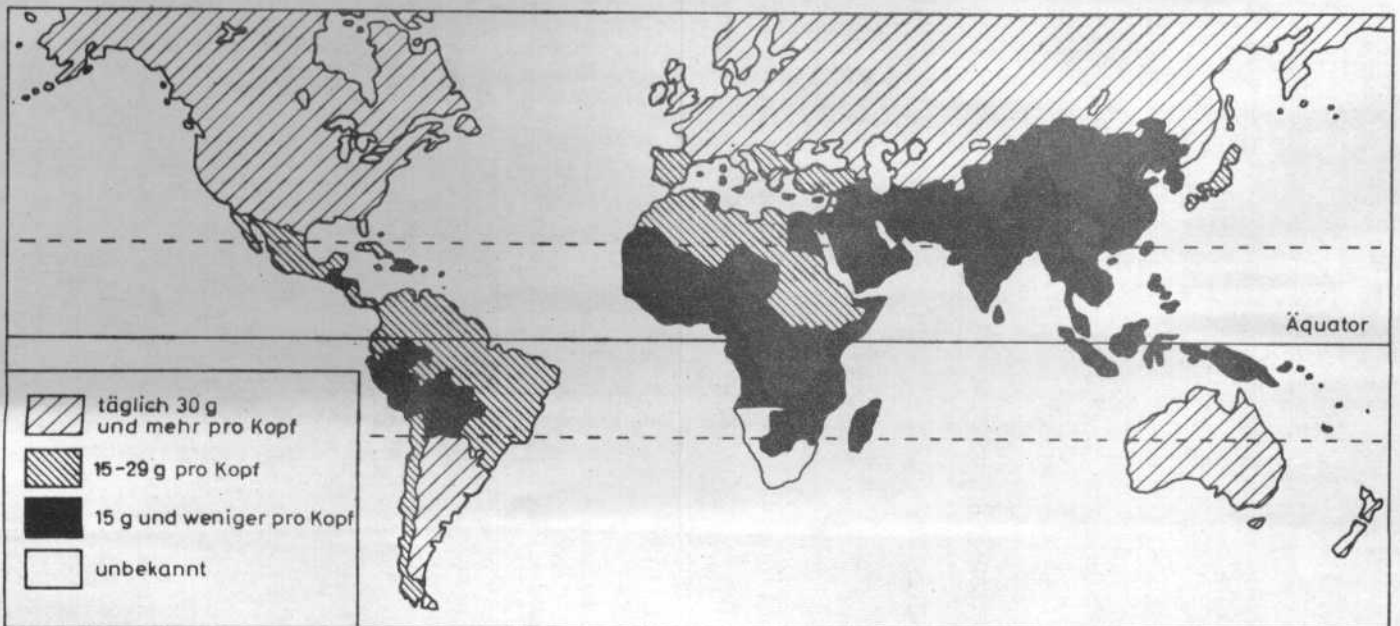 Äquator
täglich 30 g
und mehr pro Kopf
15-29 g pro Kopf
15 g und weniger pro Kopf
unbekannt